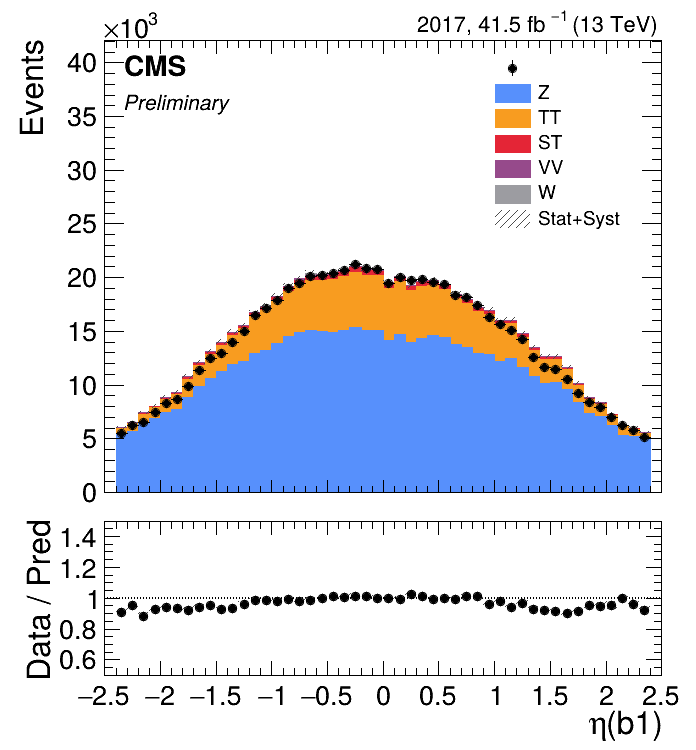 ×10³
2017, 41.5 fb⁻¹ (13 TeV)
Events
40
35
30
25
20
15
10
5
0
CMS
Preliminary
Z
TT
ST
VV
W
Stat+Syst
Data / Pred
1.4
1.2
1
0.8
0.6
−2.5 −2 −1.5 −1 −0.5 0 0.5 1 1.5 2 2.5
η(b1)